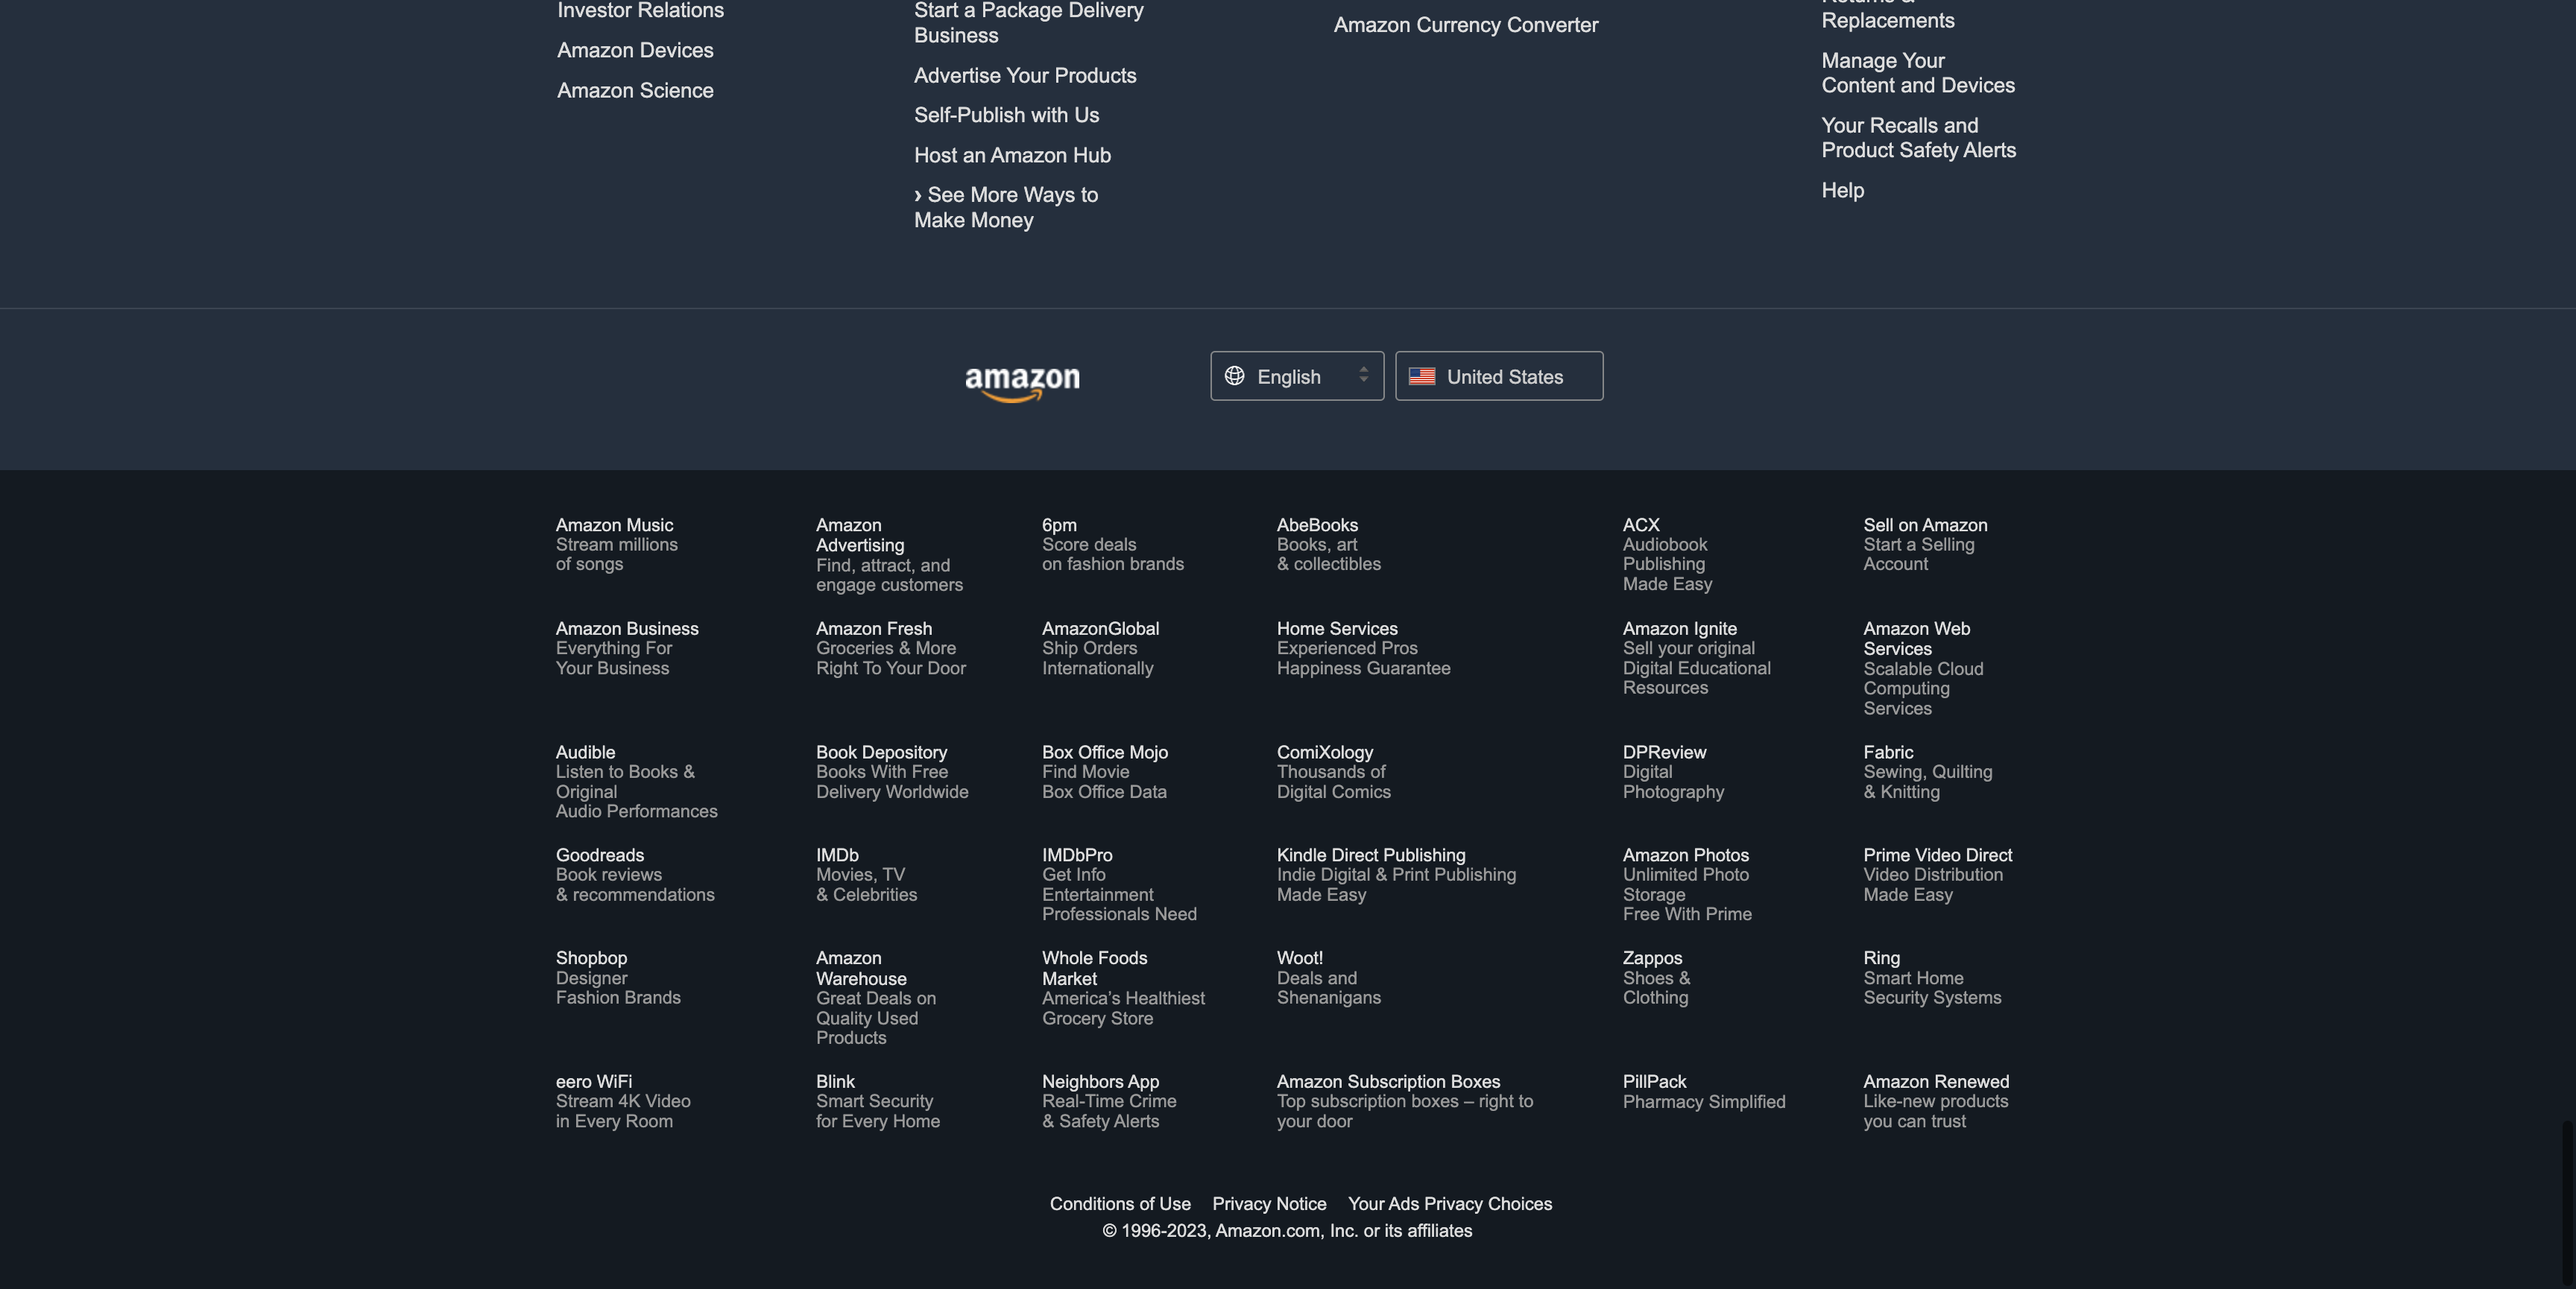 Investor Relations
Amazon Devices
Amazon Science
Start a Package Delivery
Business
Advertise Your Products
Self-Publish with Us
Host an Amazon Hub
› See More Ways to
Make Money
Amazon Currency Converter
Replacements
Manage Your
Content and Devices
Your Recalls and
Product Safety Alerts
Help
amazon
English
United States
Amazon Music
Stream millions
of songs
Amazon
Advertising
Find, attract, and
engage customers
6pm
Score deals
on fashion brands
AbeBooks
Books, art
& collectibles
ACX
Audiobook
Publishing
Made Easy
Sell on Amazon
Start a Selling
Account
Amazon Business
Everything For
Your Business
Amazon Fresh
Groceries & More
Right To Your Door
AmazonGlobal
Ship Orders
Internationally
Home Services
Experienced Pros
Happiness Guarantee
Amazon Ignite
Sell your original
Digital Educational
Resources
Amazon Web
Services
Scalable Cloud
Computing
Services
Audible
Listen to Books &
Original
Audio Performances
Book Depository
Books With Free
Delivery Worldwide
Box Office Mojo
Find Movie
Box Office Data
ComiXology
Thousands of
Digital Comics
DPReview
Digital
Photography
Fabric
Sewing, Quilting
& Knitting
Goodreads
Book reviews
& recommendations
IMDb
Movies, TV
& Celebrities
IMDbPro
Get Info
Entertainment
Professionals Need
Kindle Direct Publishing
Indie Digital & Print Publishing
Made Easy
Amazon Photos
Unlimited Photo
Storage
Free With Prime
Prime Video Direct
Video Distribution
Made Easy
Shopbop
Designer
Fashion Brands
Amazon
Warehouse
Great Deals on
Quality Used
Products
Whole Foods
Market
America's Healthiest
Grocery Store
Woot!
Deals and
Shenanigans
Zappos
Shoes &
Clothing
Ring
Smart Home
Security Systems
eero WiFi
Stream 4K Video
in Every Room
Blink
Smart Security
for Every Home
Neighbors App
Real-Time Crime
& Safety Alerts
Amazon Subscription Boxes
Top subscription boxes – right to
your door
PillPack
Pharmacy Simplified
Amazon Renewed
Like-new products
you can trust
Conditions of Use Privacy Notice Your Ads Privacy Choices
© 1996-2023, Amazon.com, Inc. or its affiliates